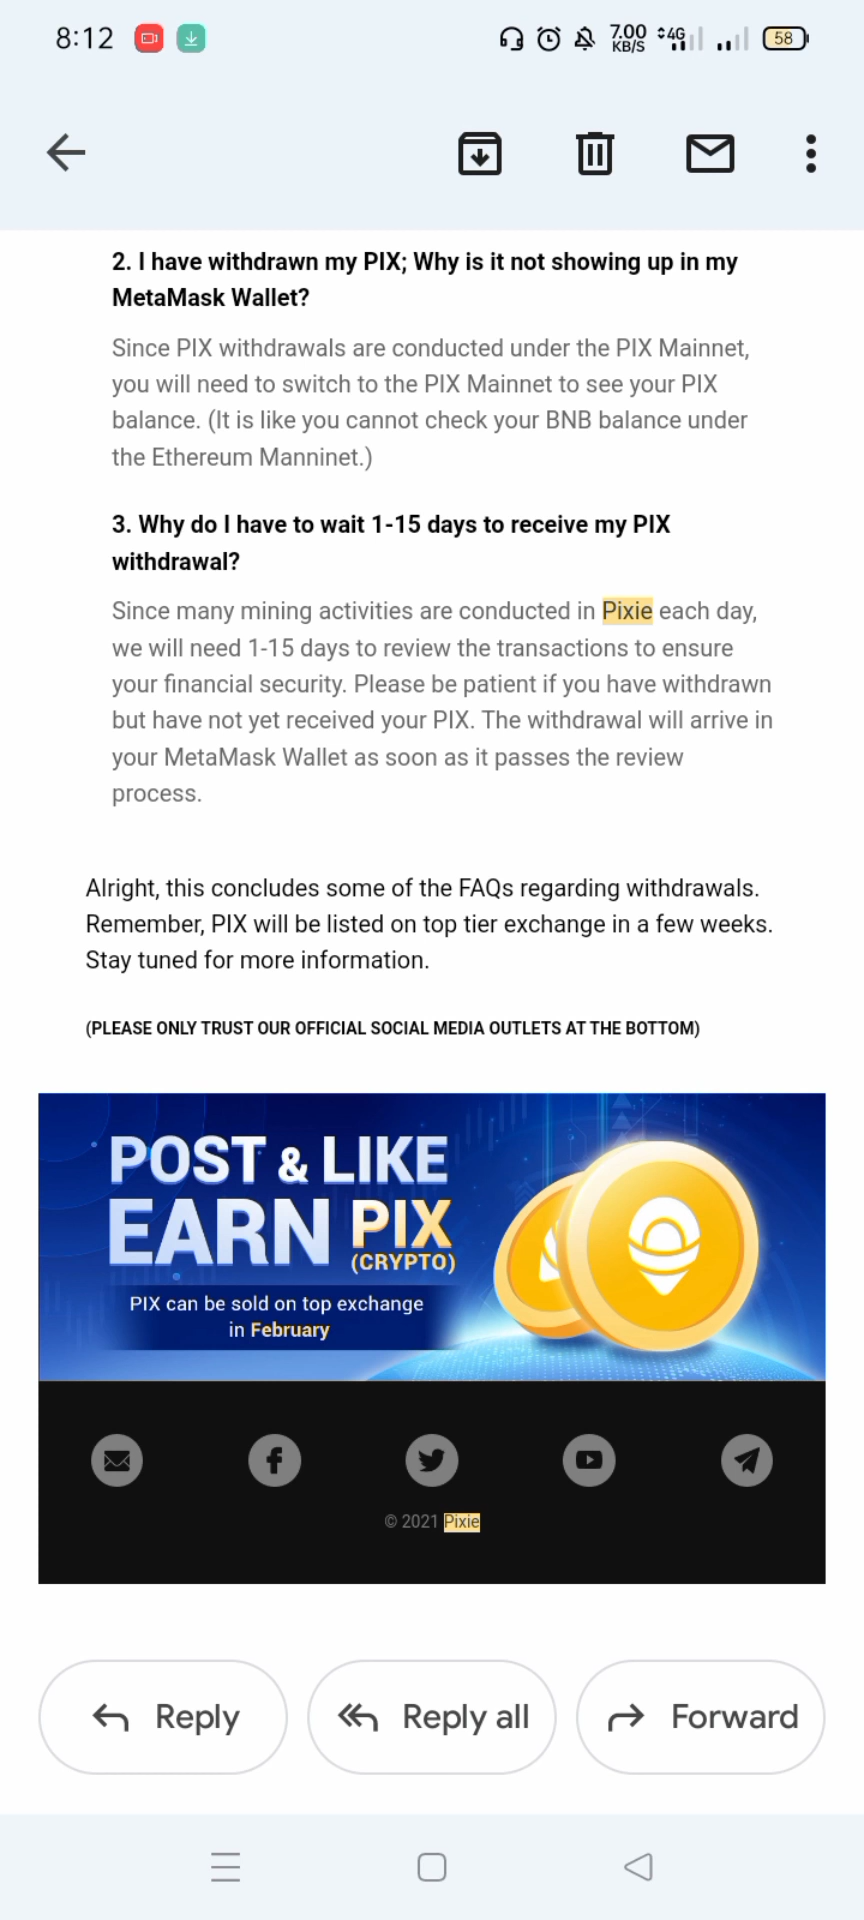 8:12
7.00
KB/S
4G
58
2. I have withdrawn my PIX; Why is it not showing up in my
MetaMask Wallet?
Since PIX withdrawals are conducted under the PIX Mainnet,
you will need to switch to the PIX Mainnet to see your PIX
balance. (It is like you cannot check your BNB balance under
the Ethereum Manninet.)
3. Why do I have to wait 1-15 days to receive my PIX
withdrawal?
Since many mining activities are conducted in Pixie each day,
we will need 1-15 days to review the transactions to ensure
your financial security. Please be patient if you have withdrawn
but have not yet received your PIX. The withdrawal will arrive in
your MetaMask Wallet as soon as it passes the review
process.
Alright, this concludes some of the FAQs regarding withdrawals.
Remember, PIX will be listed on top tier exchange in a few weeks.
Stay tuned for more information.
(PLEASE ONLY TRUST OUR OFFICIAL SOCIAL MEDIA OUTLETS AT THE BOTTOM)
POST & LIKE
EARN PIX
(CRYPTO)
PIX can be sold on top exchange
in February
© 2021 Pixie
Reply
Reply all
Forward